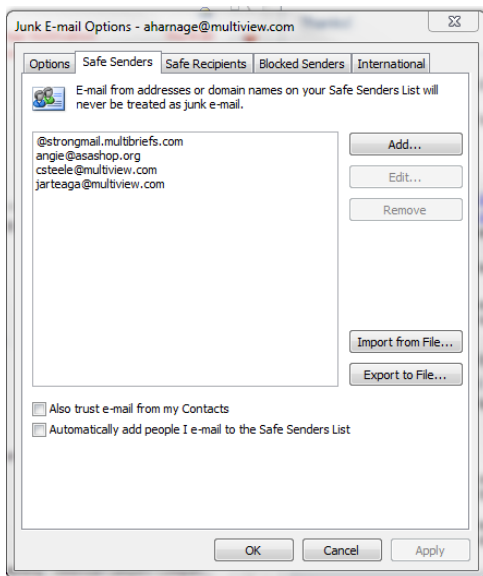 Junk E-mail Options - aharnage@multiview.com
Options Safe Senders Safe Recipients Blocked Senders International
E-mail from addresses or domain names on your Safe Senders List will
never be treated as junk e-mail.
@strongmail.multibriefs.com
angie@asashop.org
csteele@multiview.com
jarteaga@multiview.com
Add...
Edit...
Remove
Import from File...
Export to File...
Also trust e-mail from my Contacts
Automatically add people I e-mail to the Safe Senders List
OK Cancel Apply